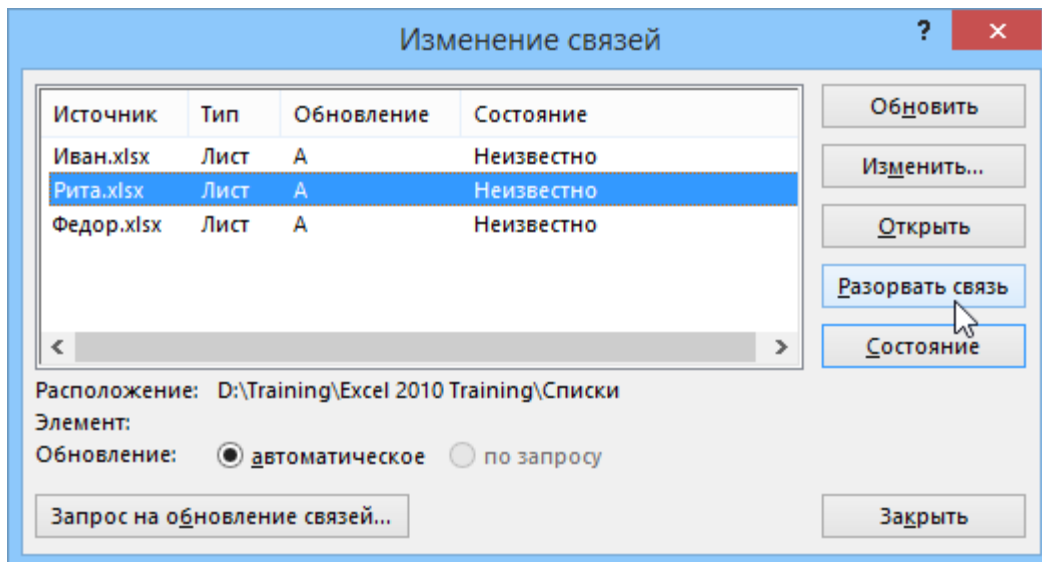 Изменение связей
?
Источник Тип Обновление Состояние
Иван.xlsx Лист А Неизвестно
Рита.xlsx Лист А Неизвестно
Федор.xlsx Лист А Неизвестно
Обновить
Изменить...
Открыть
Разорвать связь
Состояние
Расположение: D:\Training\Excel 2010 Training\Списки
Элемент:
Обновление: автоматическое по запросу
Запрос на обновление связей... Закрыть